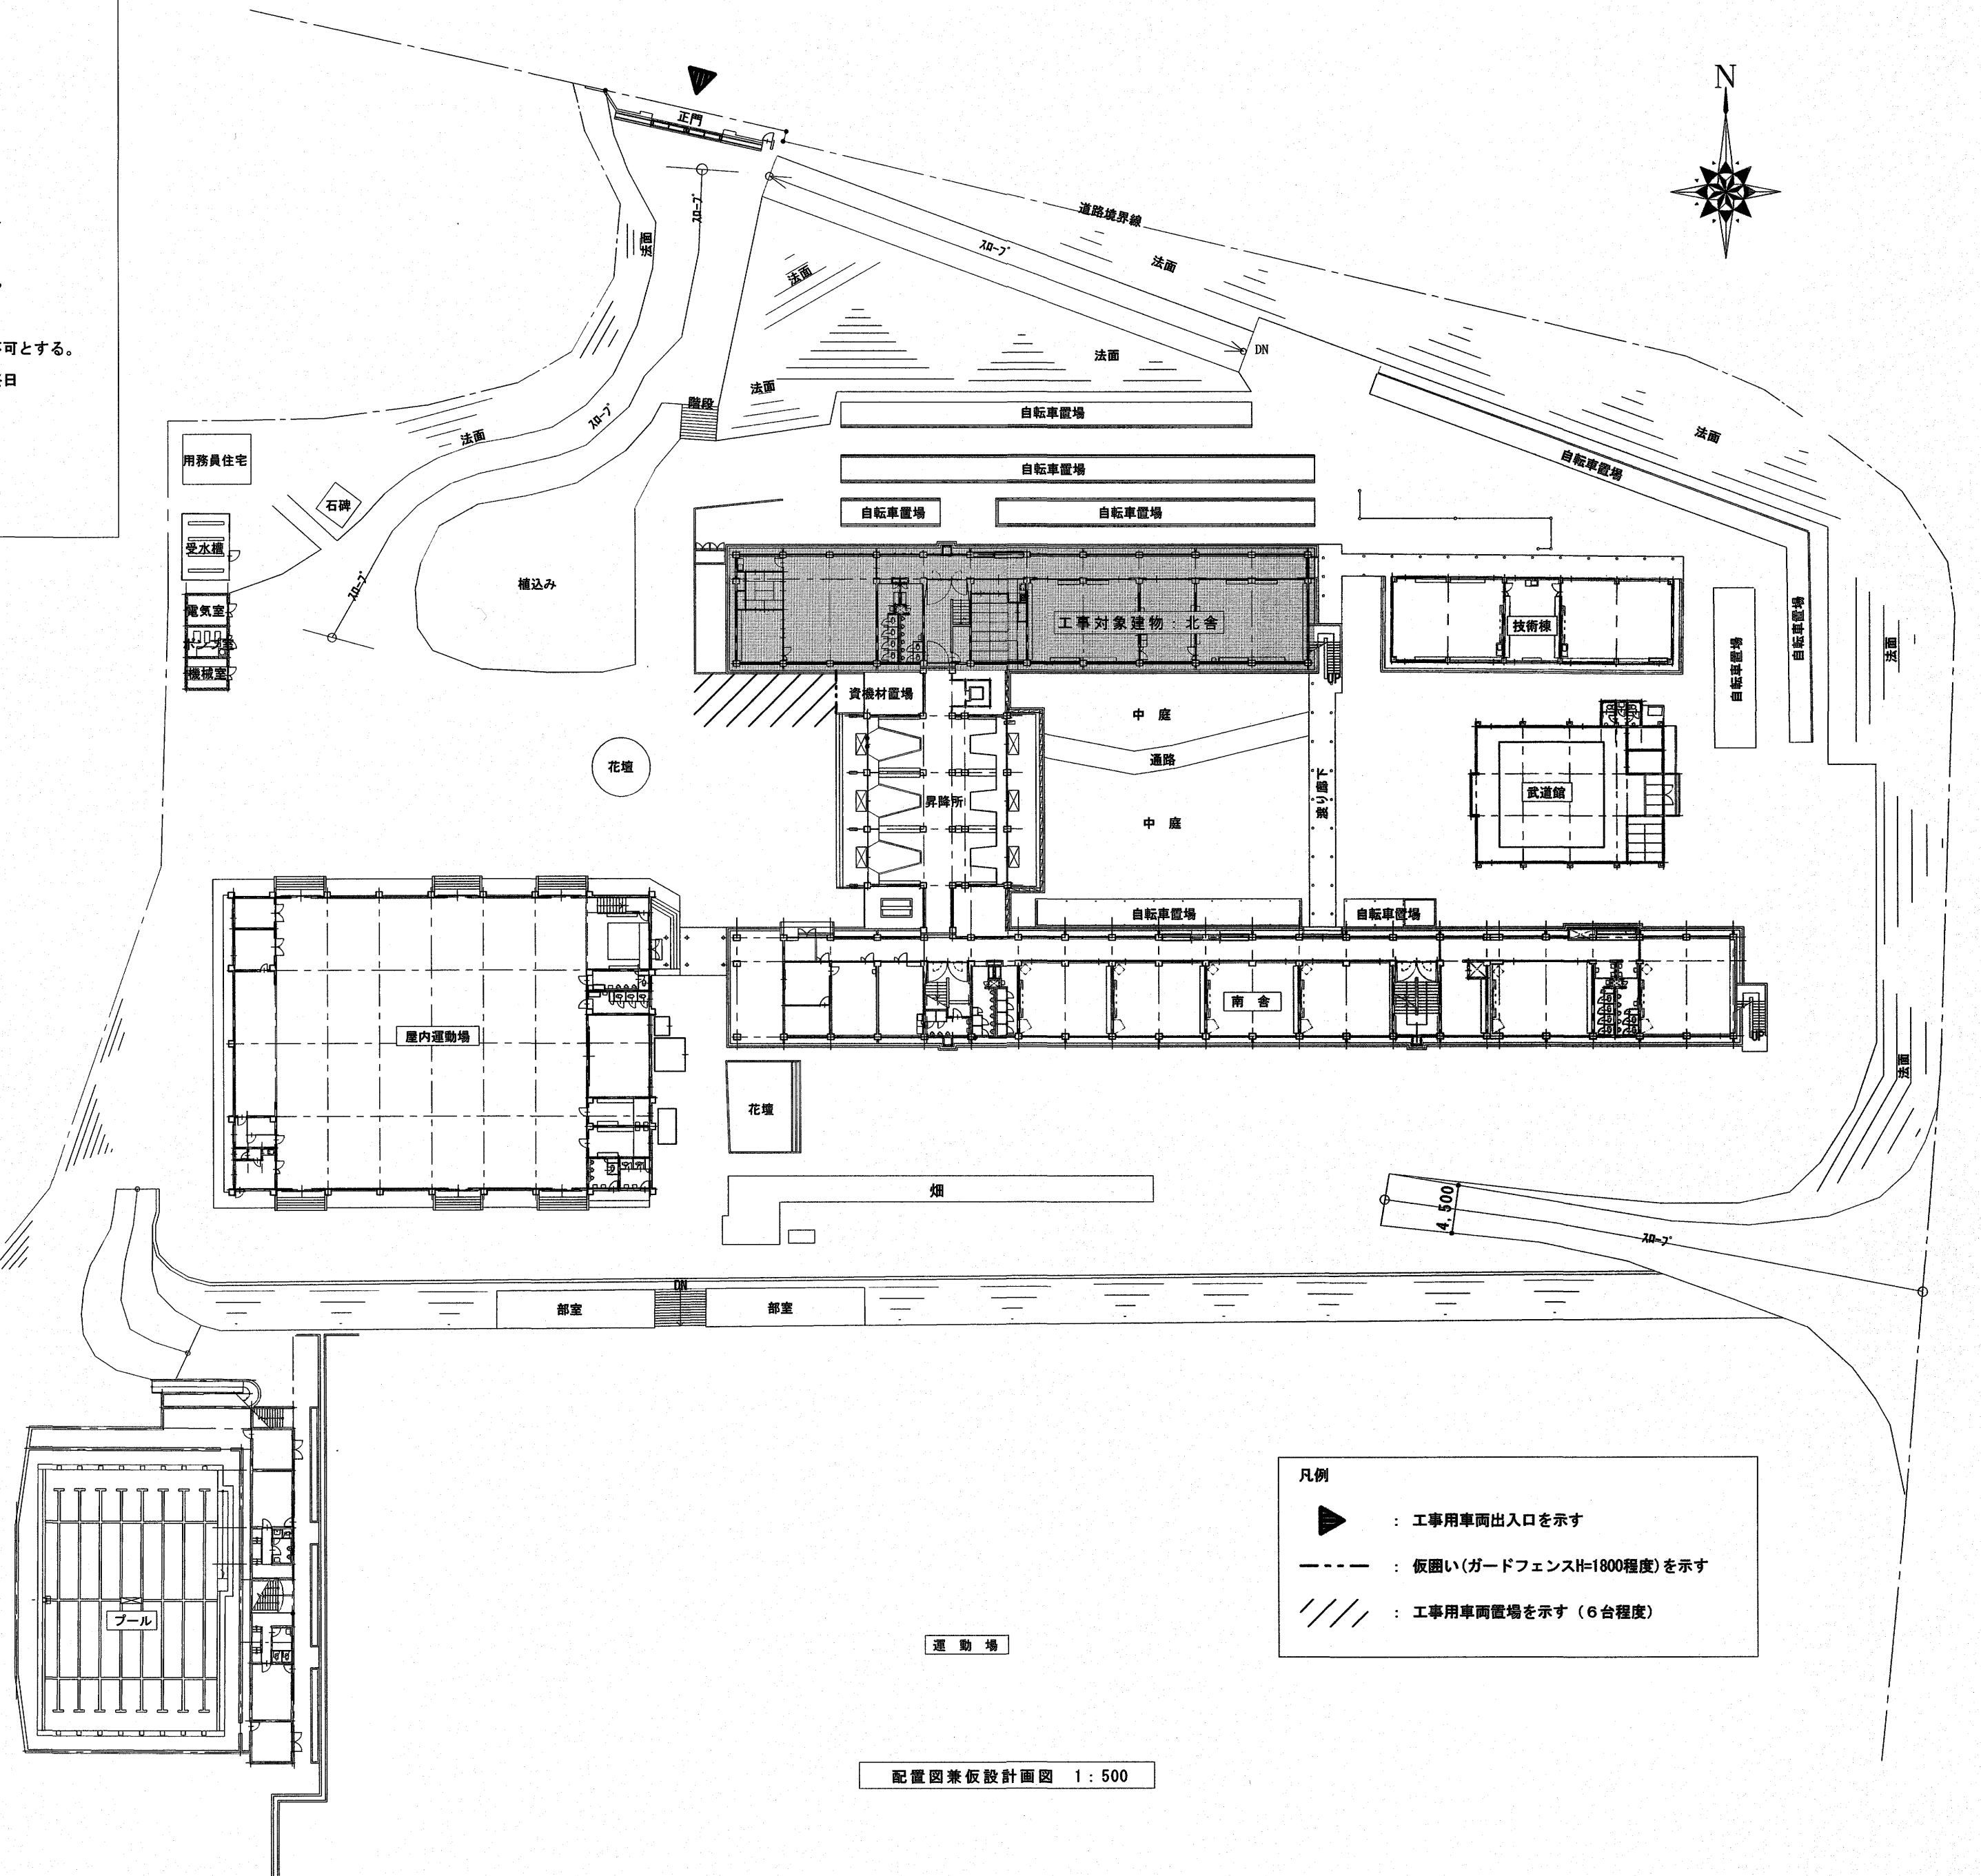 N
正門
ｽﾛｰﾌﾟ
法面
道路境界線
ｽﾛｰﾌﾟ
法面
法面
可とする。
日
DN
法面
法面
階段
自転車置場
ｽﾛｰﾌﾟ
法面
法面
用務員住宅
自転車置場
自転車置場
石碑
自転車置場
自転車置場
受水槽
植込み
ｽﾛｰﾌﾟ
電気室
ポンプ室
機械室
工事対象建物：北舎
技術棟
自転車置場
自転車置場
法面
資機材置場
中　庭
通路
花壇
渡り廊下
武道館
昇降所
中　庭
自転車置場
自転車置場
南　舎
屋内運動場
法面
花壇
畑
4,500
ｽﾛｰﾌﾟ
DN
部室
部室
凡例
：工事用車両出入口を示す
：仮囲い(ガードフェンスH=1800程度)を示す
：工事用車両置場を示す（６台程度）
プール
運　動　場
配置図兼仮設計画図　1：500